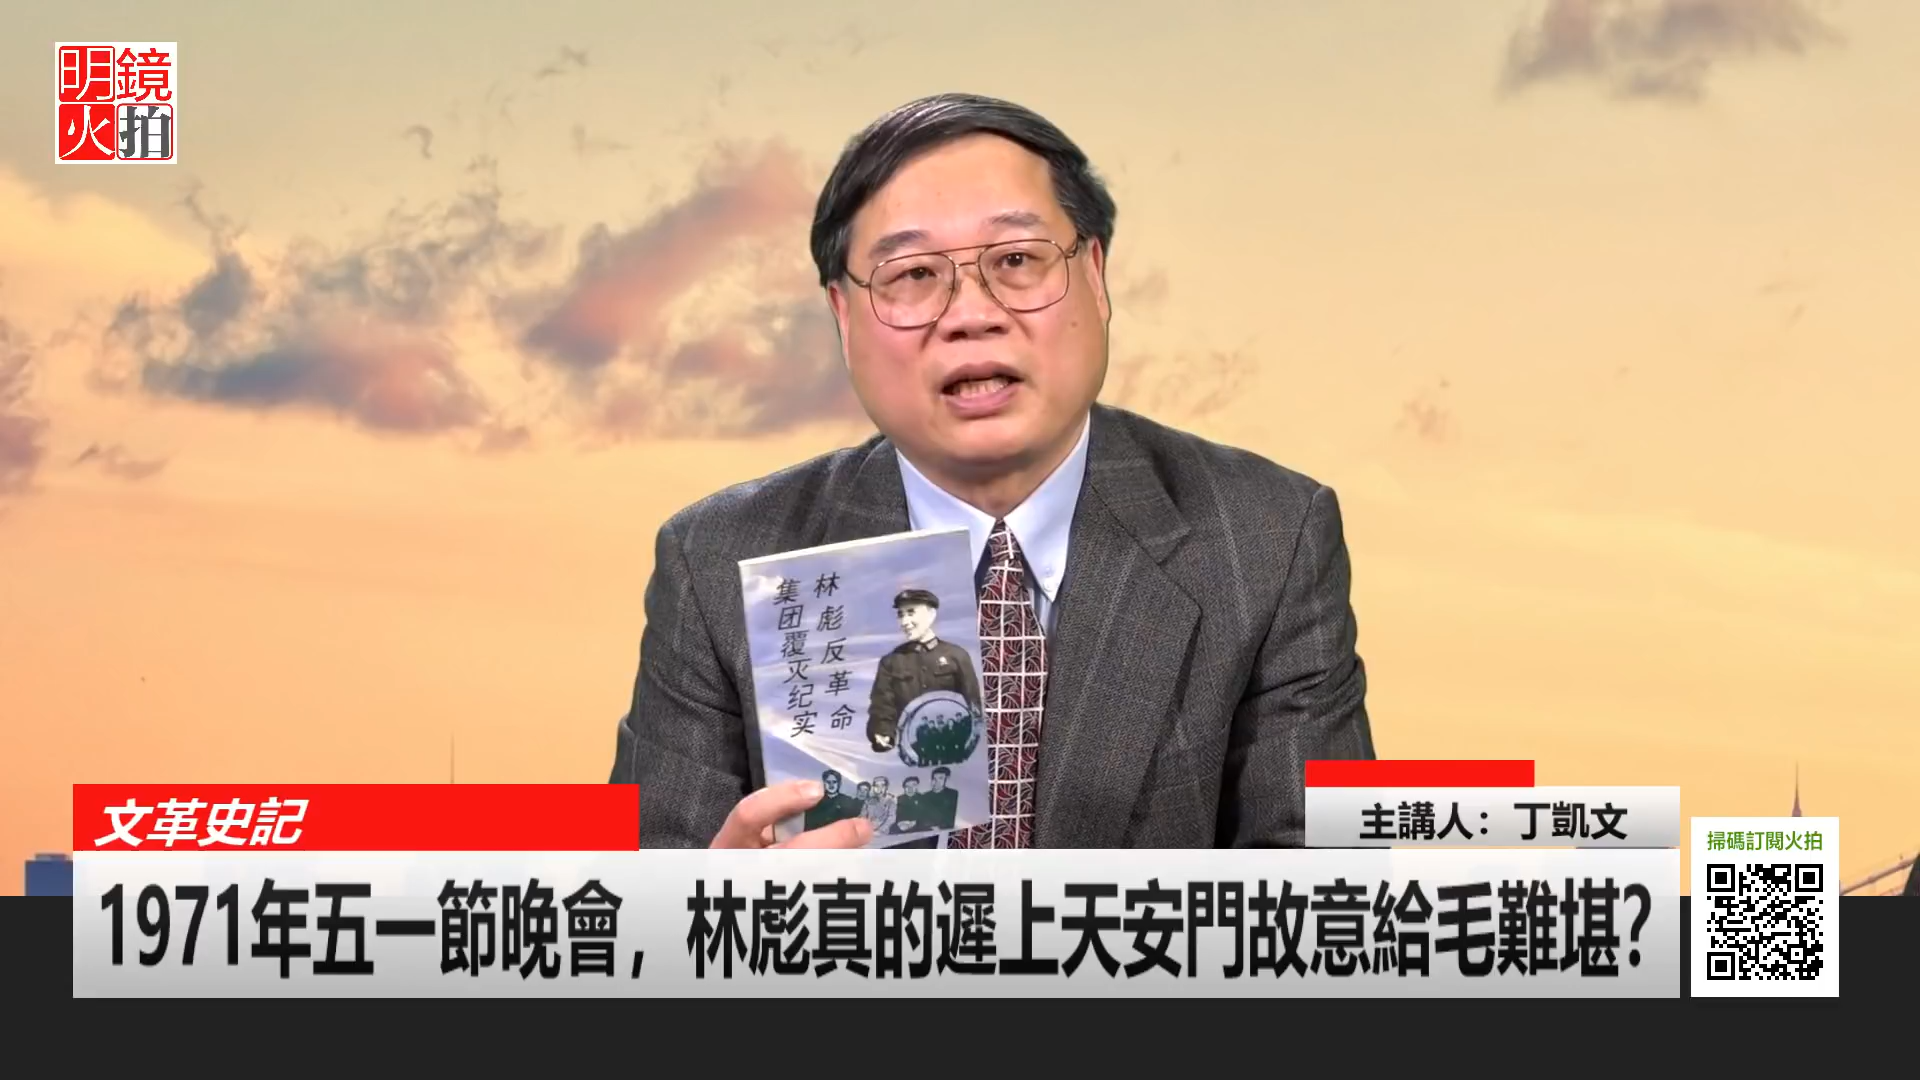 明鏡
火拍
林彪反革命
集团覆灭纪实
文革史記
主講人：丁凱文
掃碼訂閱火拍
1971年五一節晚會，林彪真的遲上天安門故意給毛難堪？